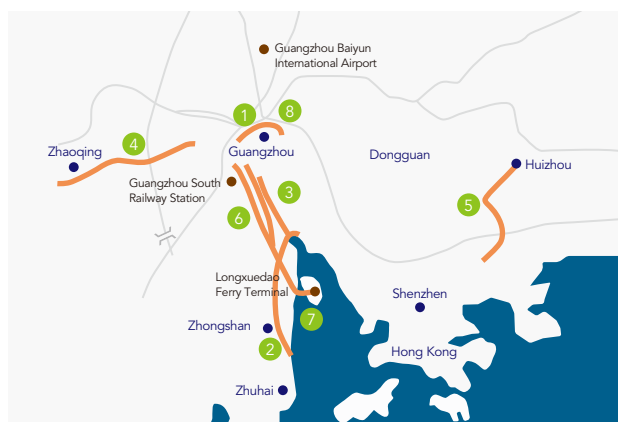 Guangzhou Baiyun
International Airport
1
8
4
Zhaoqing
Guangzhou
Dongguan
Huizhou
Guangzhou South
Railway Station
3
6
5
Longxuedao
Ferry Terminal
Shenzhen
7
Zhongshan
2
Hong Kong
Zhuhai